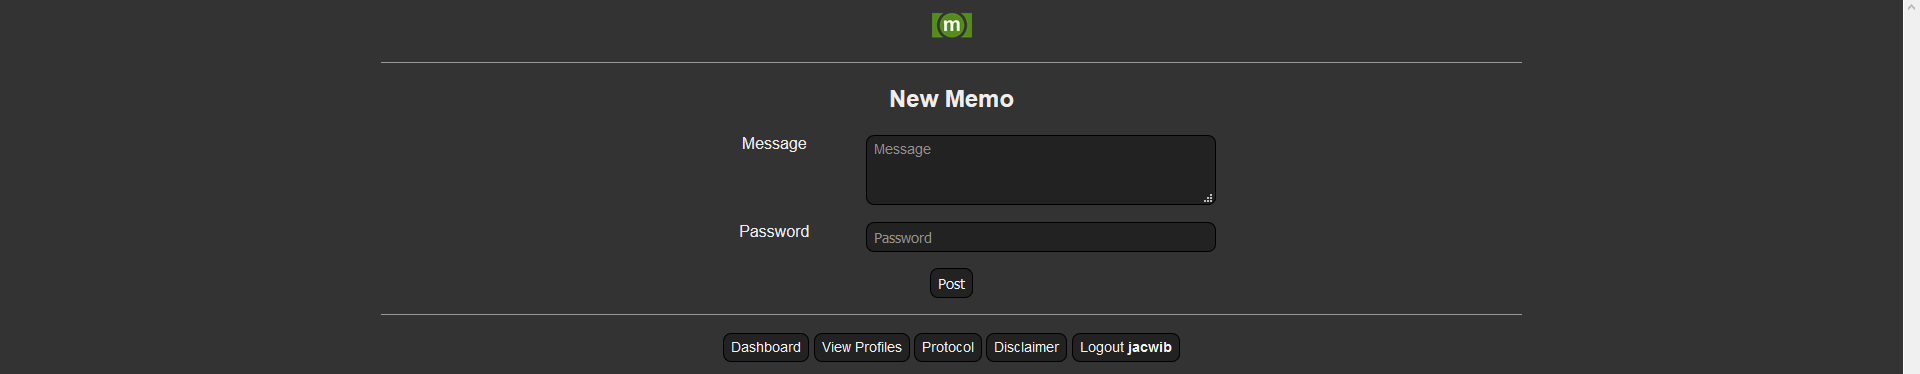 m
New Memo
Message
Message
Password
Password
Post
Dashboard View Profiles Protocol Disclaimer Logout jacwib